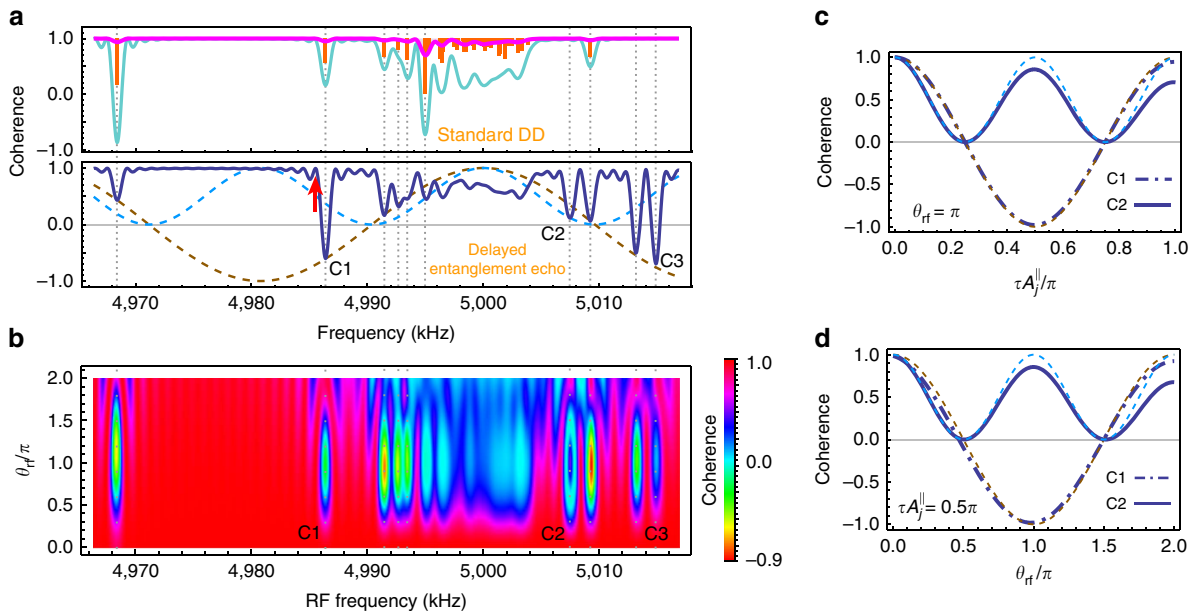 a
1.0
0.0
−1.0
Coherence
Standard DD
1.0
0.0
−1.0
C1
C2
C3
Delayed
entanglement echo
4,970 4,980 4,990 5,000 5,010
Frequency (kHz)
b
2.0
1.5
1.0
0.5
0.0
θrf/π
C1
C2
C3
4,970 4,980 4,990 5,000 5,010
RF frequency (kHz)
Coherence
1.0
0.0
−0.9
c
1.0
0.5
0.0
−0.5
−1.0
Coherence
θrf = π
C1
C2
0.0 0.2 0.4 0.6 0.8 1.0
τA∥j/π
d
1.0
0.5
0.0
−0.5
−1.0
Coherence
τA∥j = 0.5π
C1
C2
0.0 0.5 1.0 1.5 2.0
θrf/π